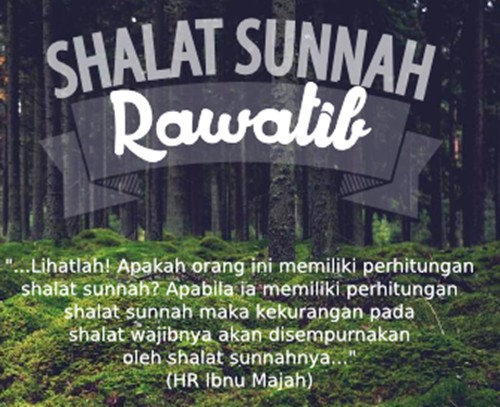 SHALAT SUNNAH
Rawatib
"...Lihatlah! Apakah orang ini memiliki perhitungan
shalat sunnah? Apabila ia memiliki perhitungan
shalat sunnah maka kekurangan pada
shalat wajibnya akan disempurnakan
oleh shalat sunnahnya..."
(HR Ibnu Majah)